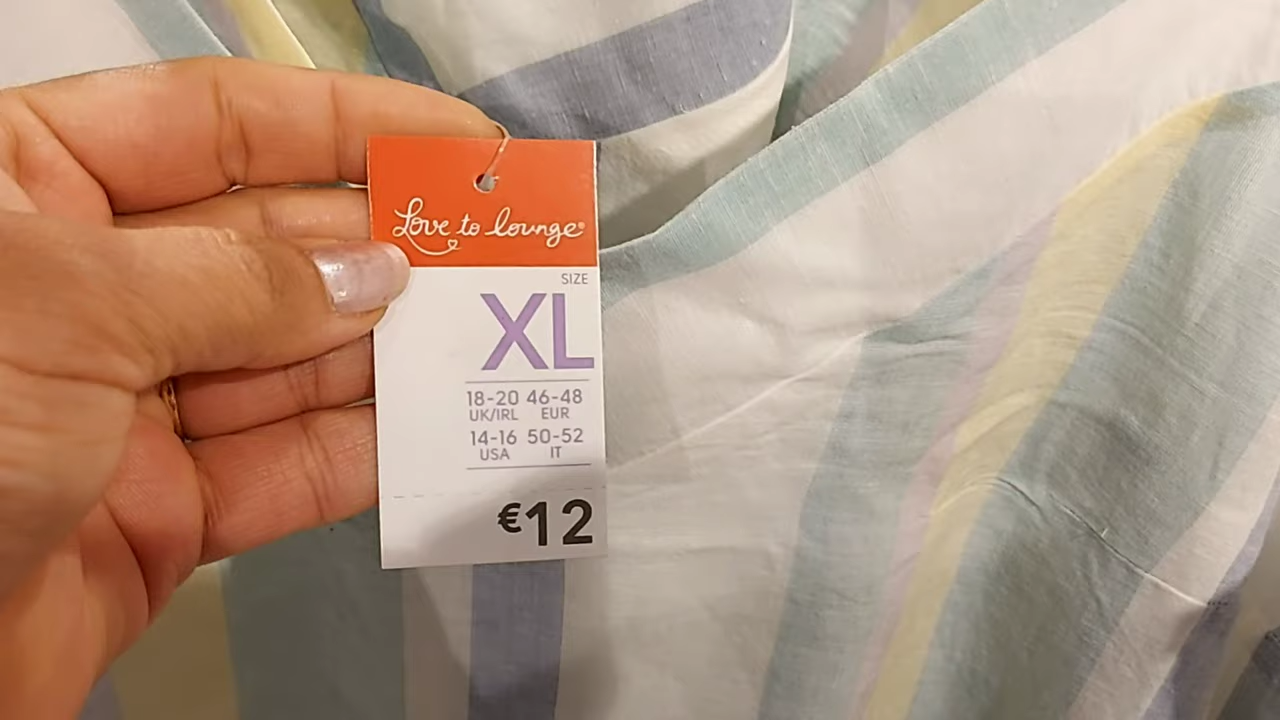 Love to lounge®
SIZE
XL
18-20 46-48
UK/IRL EUR
14-16 50-52
USA IT
€12